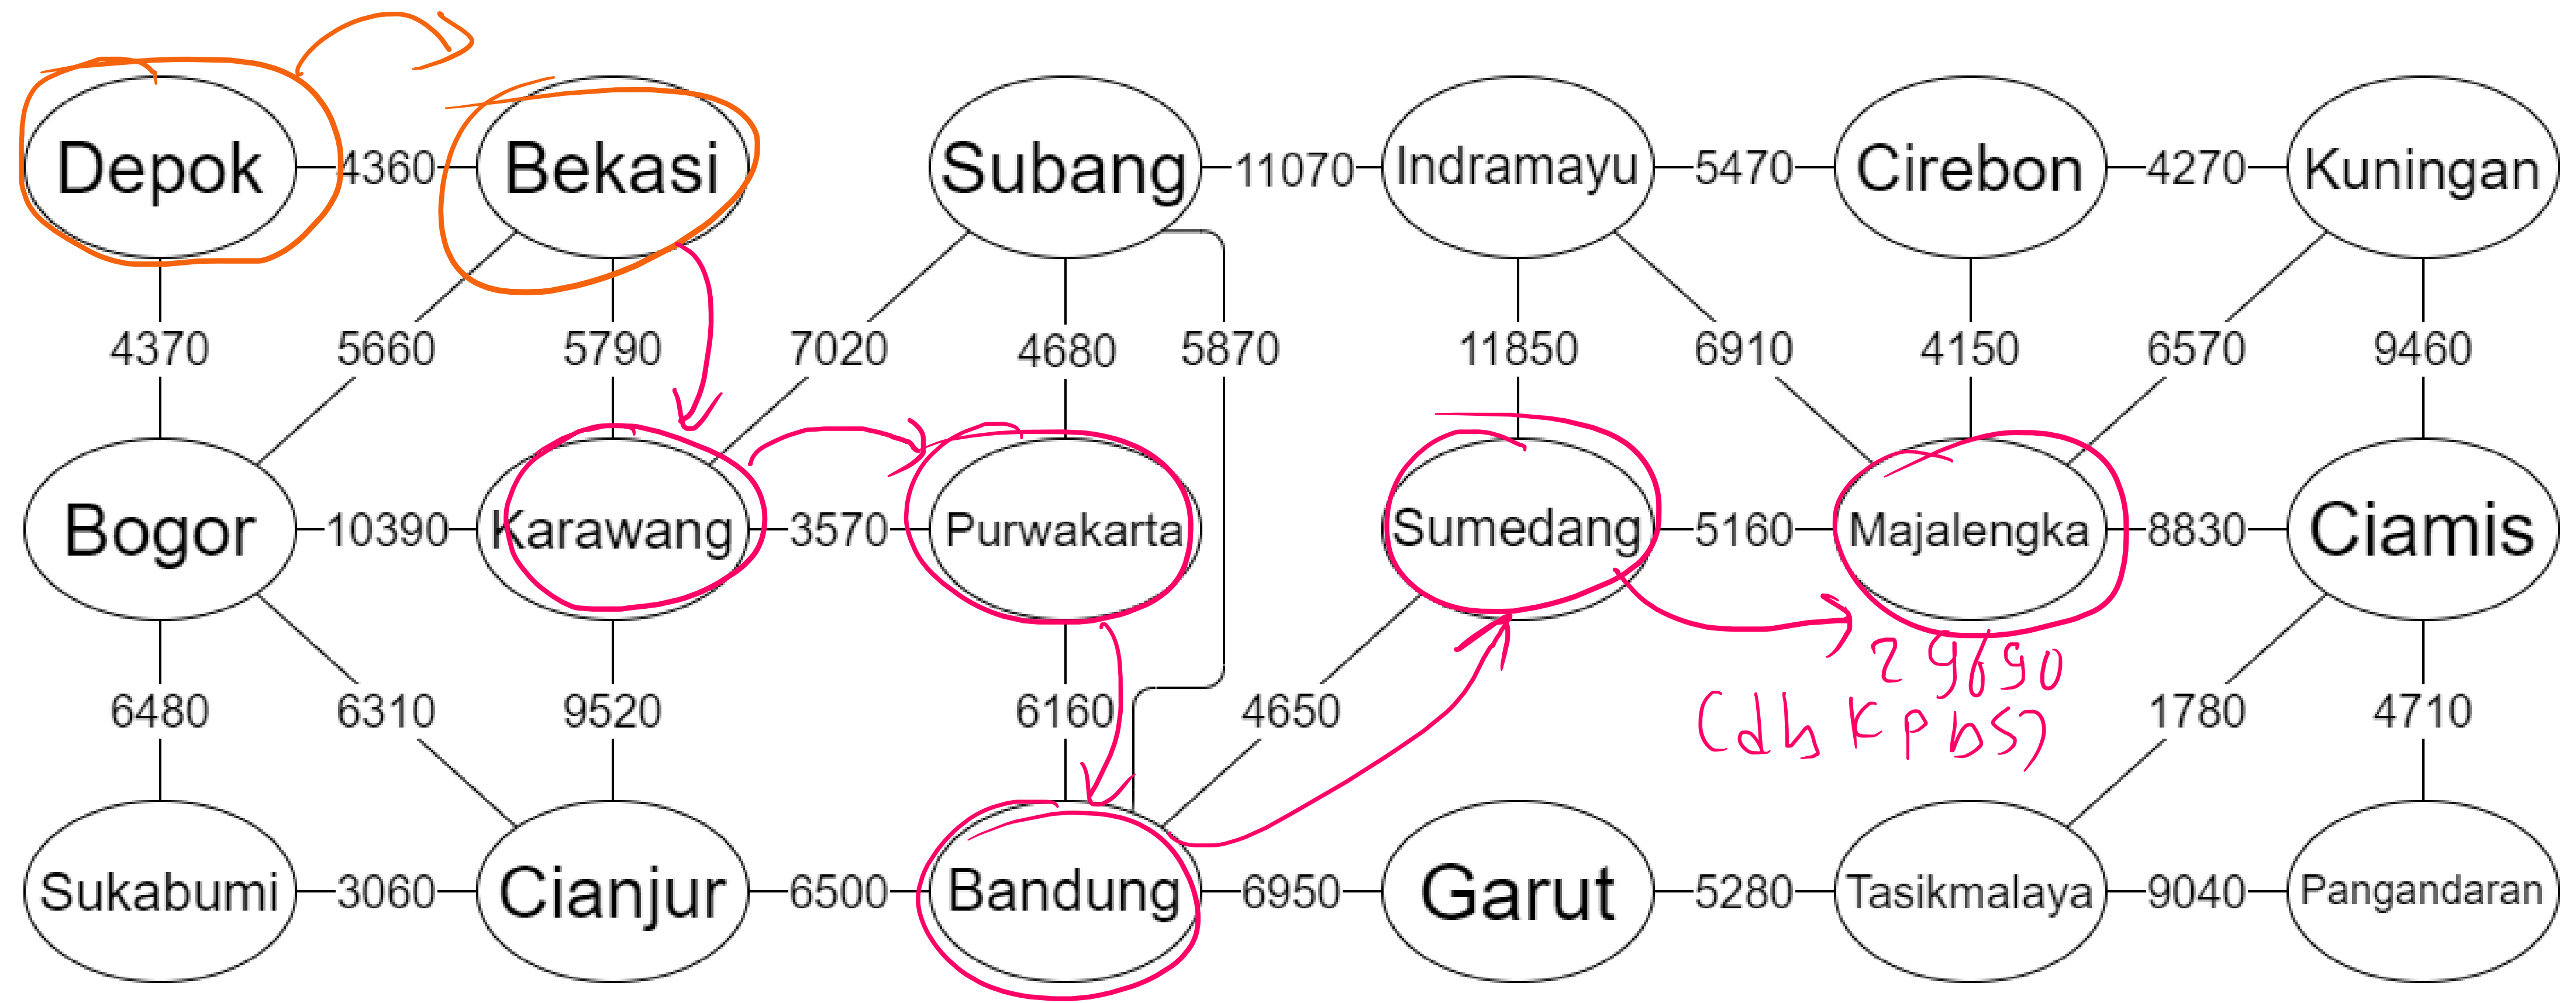 Depok 4360 Bekasi Subang 11070 Indramayu 5470 Cirebon 4270 Kuningan
4370 5660 5790 7020 4680 5870 11850 6910 4150 6570 9460
Bogor 10390 Karawang 3570 Purwakarta Sumedang 5160 Majalengka 8830 Ciamis
29690
6480 6310 9520 6160 4650 (dbkpbs) 1780 4710
Sukabumi 3060 Cianjur 6500 Bandung 6950 Garut 5280 Tasikmalaya 9040 Pangandaran